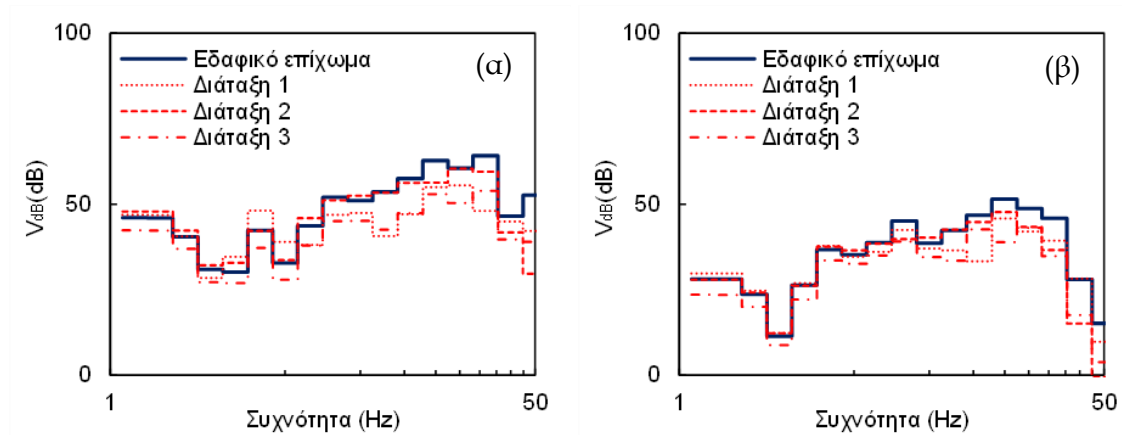 100
(α)
Εδαφικό επίχωμα
Διάταξη 1
Διάταξη 2
Διάταξη 3
VdB(dB)
50
0
1
50
Συχνότητα (Hz)
100
(β)
Εδαφικό επίχωμα
Διάταξη 1
Διάταξη 2
Διάταξη 3
VdB(dB)
50
0
1
50
Συχνότητα (Hz)